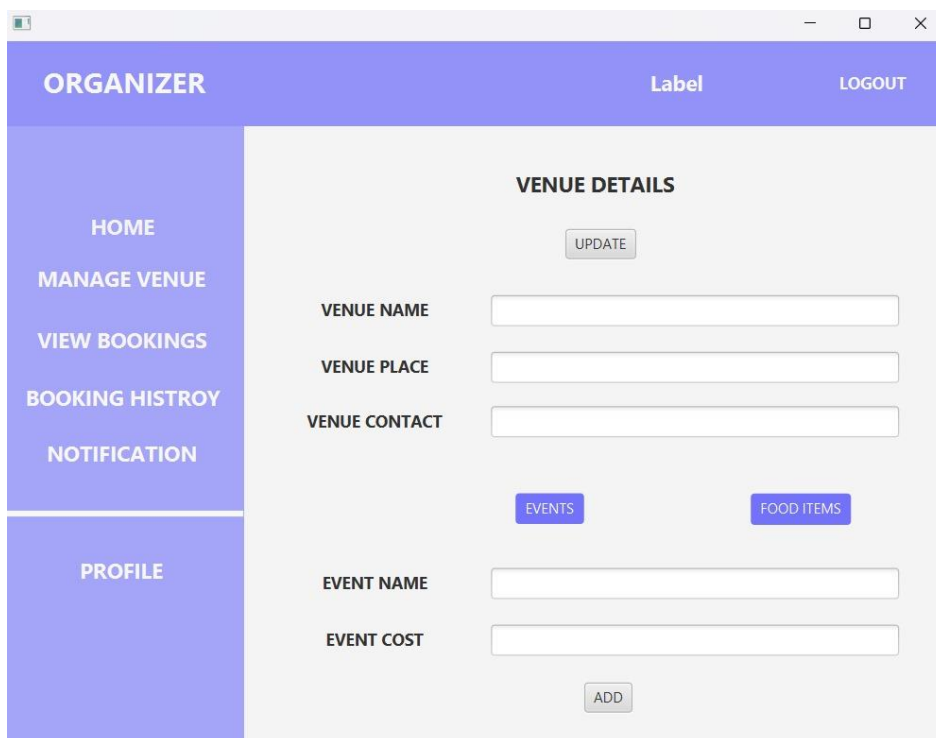 ORGANIZER
Label
LOGOUT
HOME
MANAGE VENUE
VIEW BOOKINGS
BOOKING HISTROY
NOTIFICATION
PROFILE
VENUE DETAILS
UPDATE
VENUE NAME
VENUE PLACE
VENUE CONTACT
EVENTS
FOOD ITEMS
EVENT NAME
EVENT COST
ADD